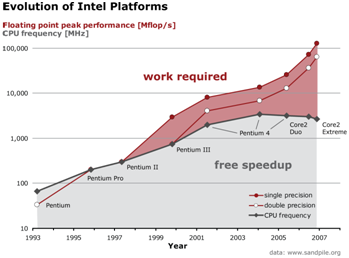 Evolution of Intel Platforms
Floating point peak performance [Mflop/s]
CPU frequency [MHz]
100,000
10,000
1,000
100
10
work required
free speedup
Pentium
Pentium Pro
Pentium II
Pentium III
Pentium 4
Core2
Duo
Core2
Extreme
single precision
double precision
CPU frequency
1993
1995
1997
1999
2001
2003
2005
2007
Year
data: www.sandpile.org